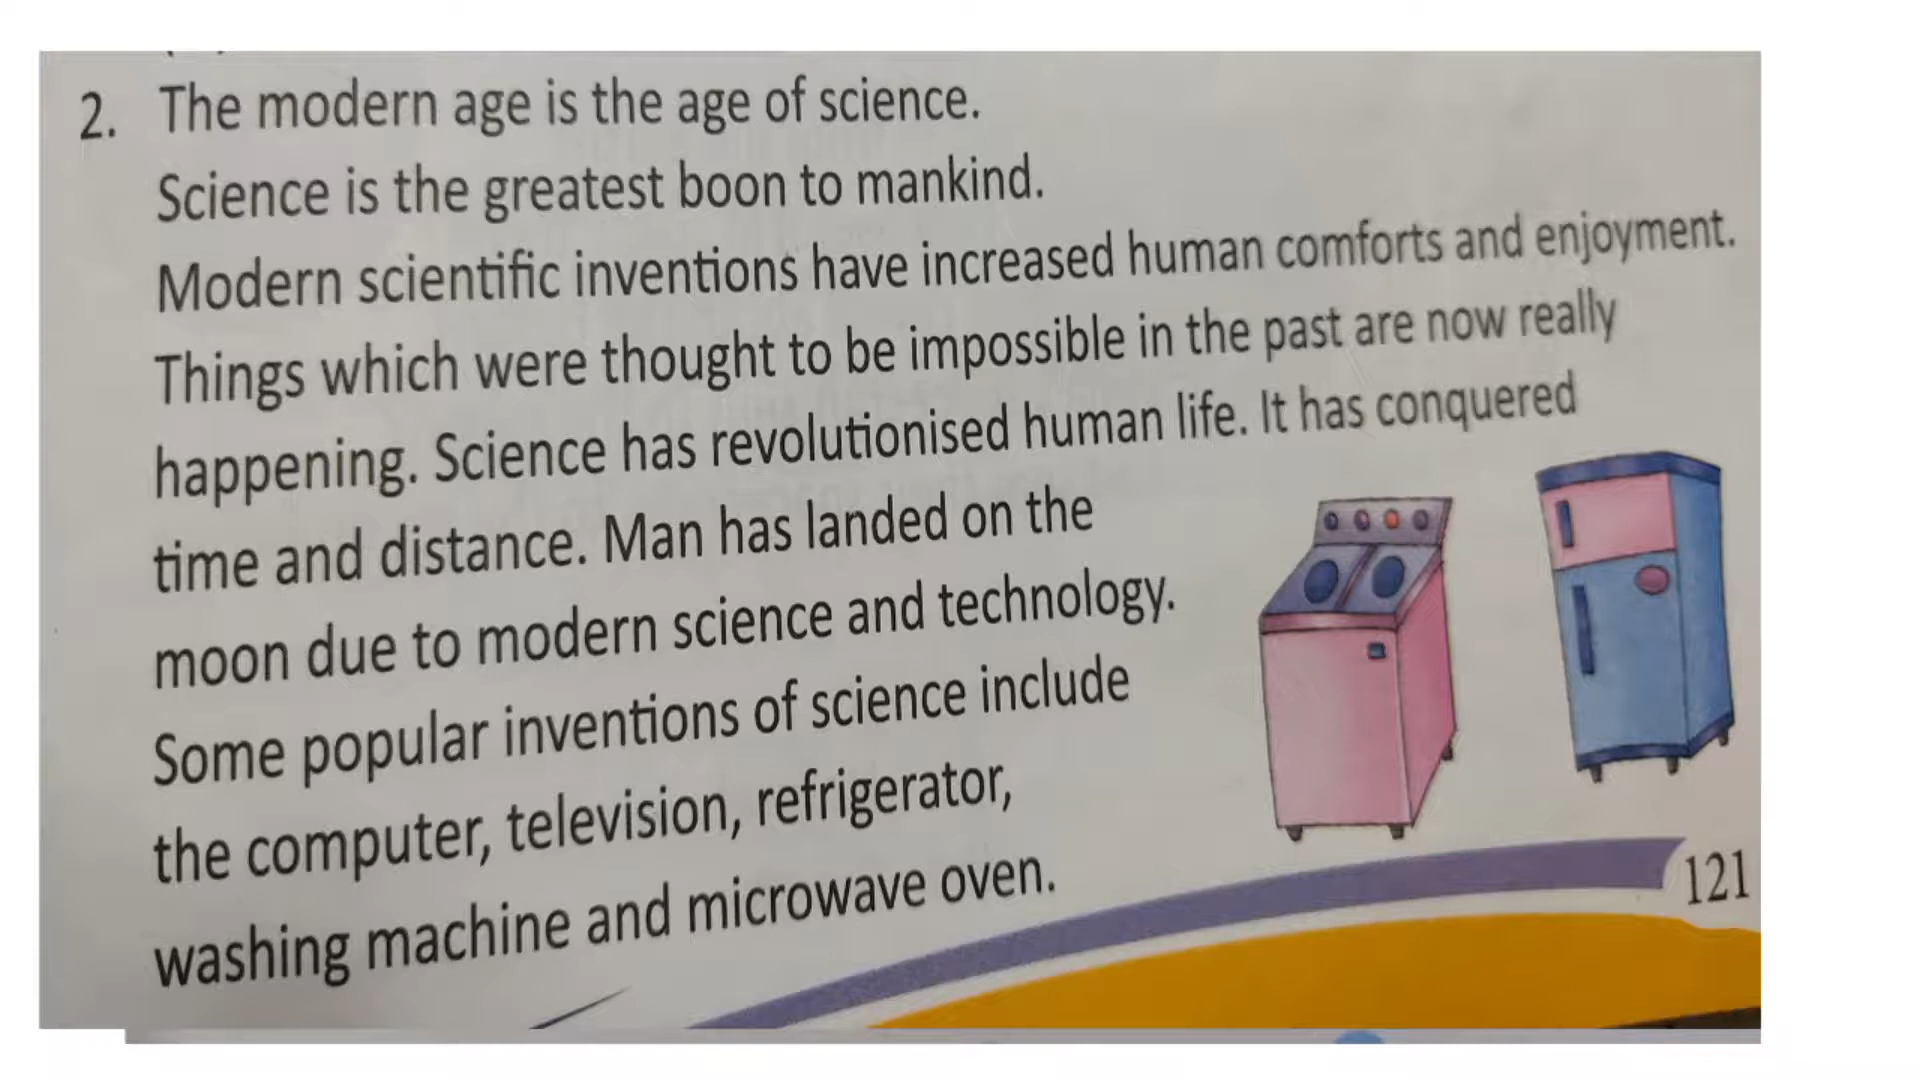 2. The modern age is the age of science.
Science is the greatest boon to mankind.
Modern scientific inventions have increased human comforts and enjoyment.
Things which were thought to be impossible in the past are now really
happening. Science has revolutionised human life. It has conquered
time and distance. Man has landed on the
moon due to modern science and technology.
Some popular inventions of science include
the computer, television, refrigerator,
washing machine and microwave oven.
121